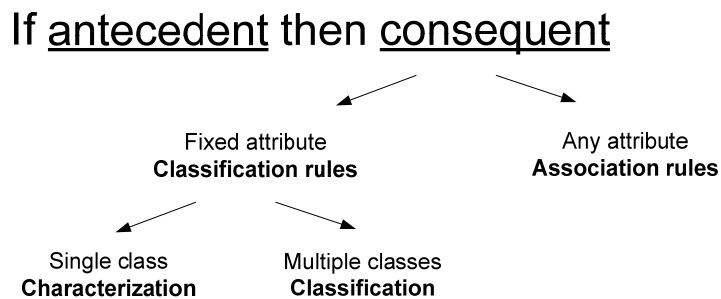 If antecedent then consequent
Fixed attribute
Classification rules
Any attribute
Association rules
Single class
Characterization
Multiple classes
Classification